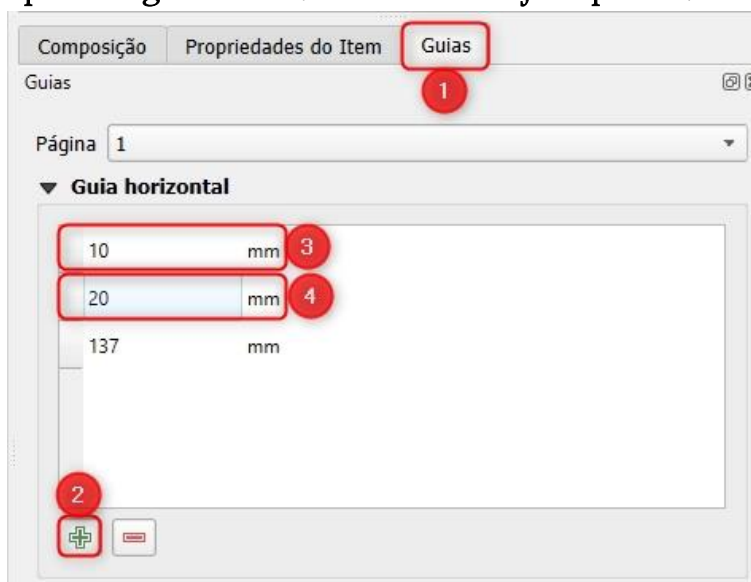 Composição Propriedades do Item Guias
1
Guias
Página 1
Guia horizontal
10 mm 3
20 mm 4
137 mm
2